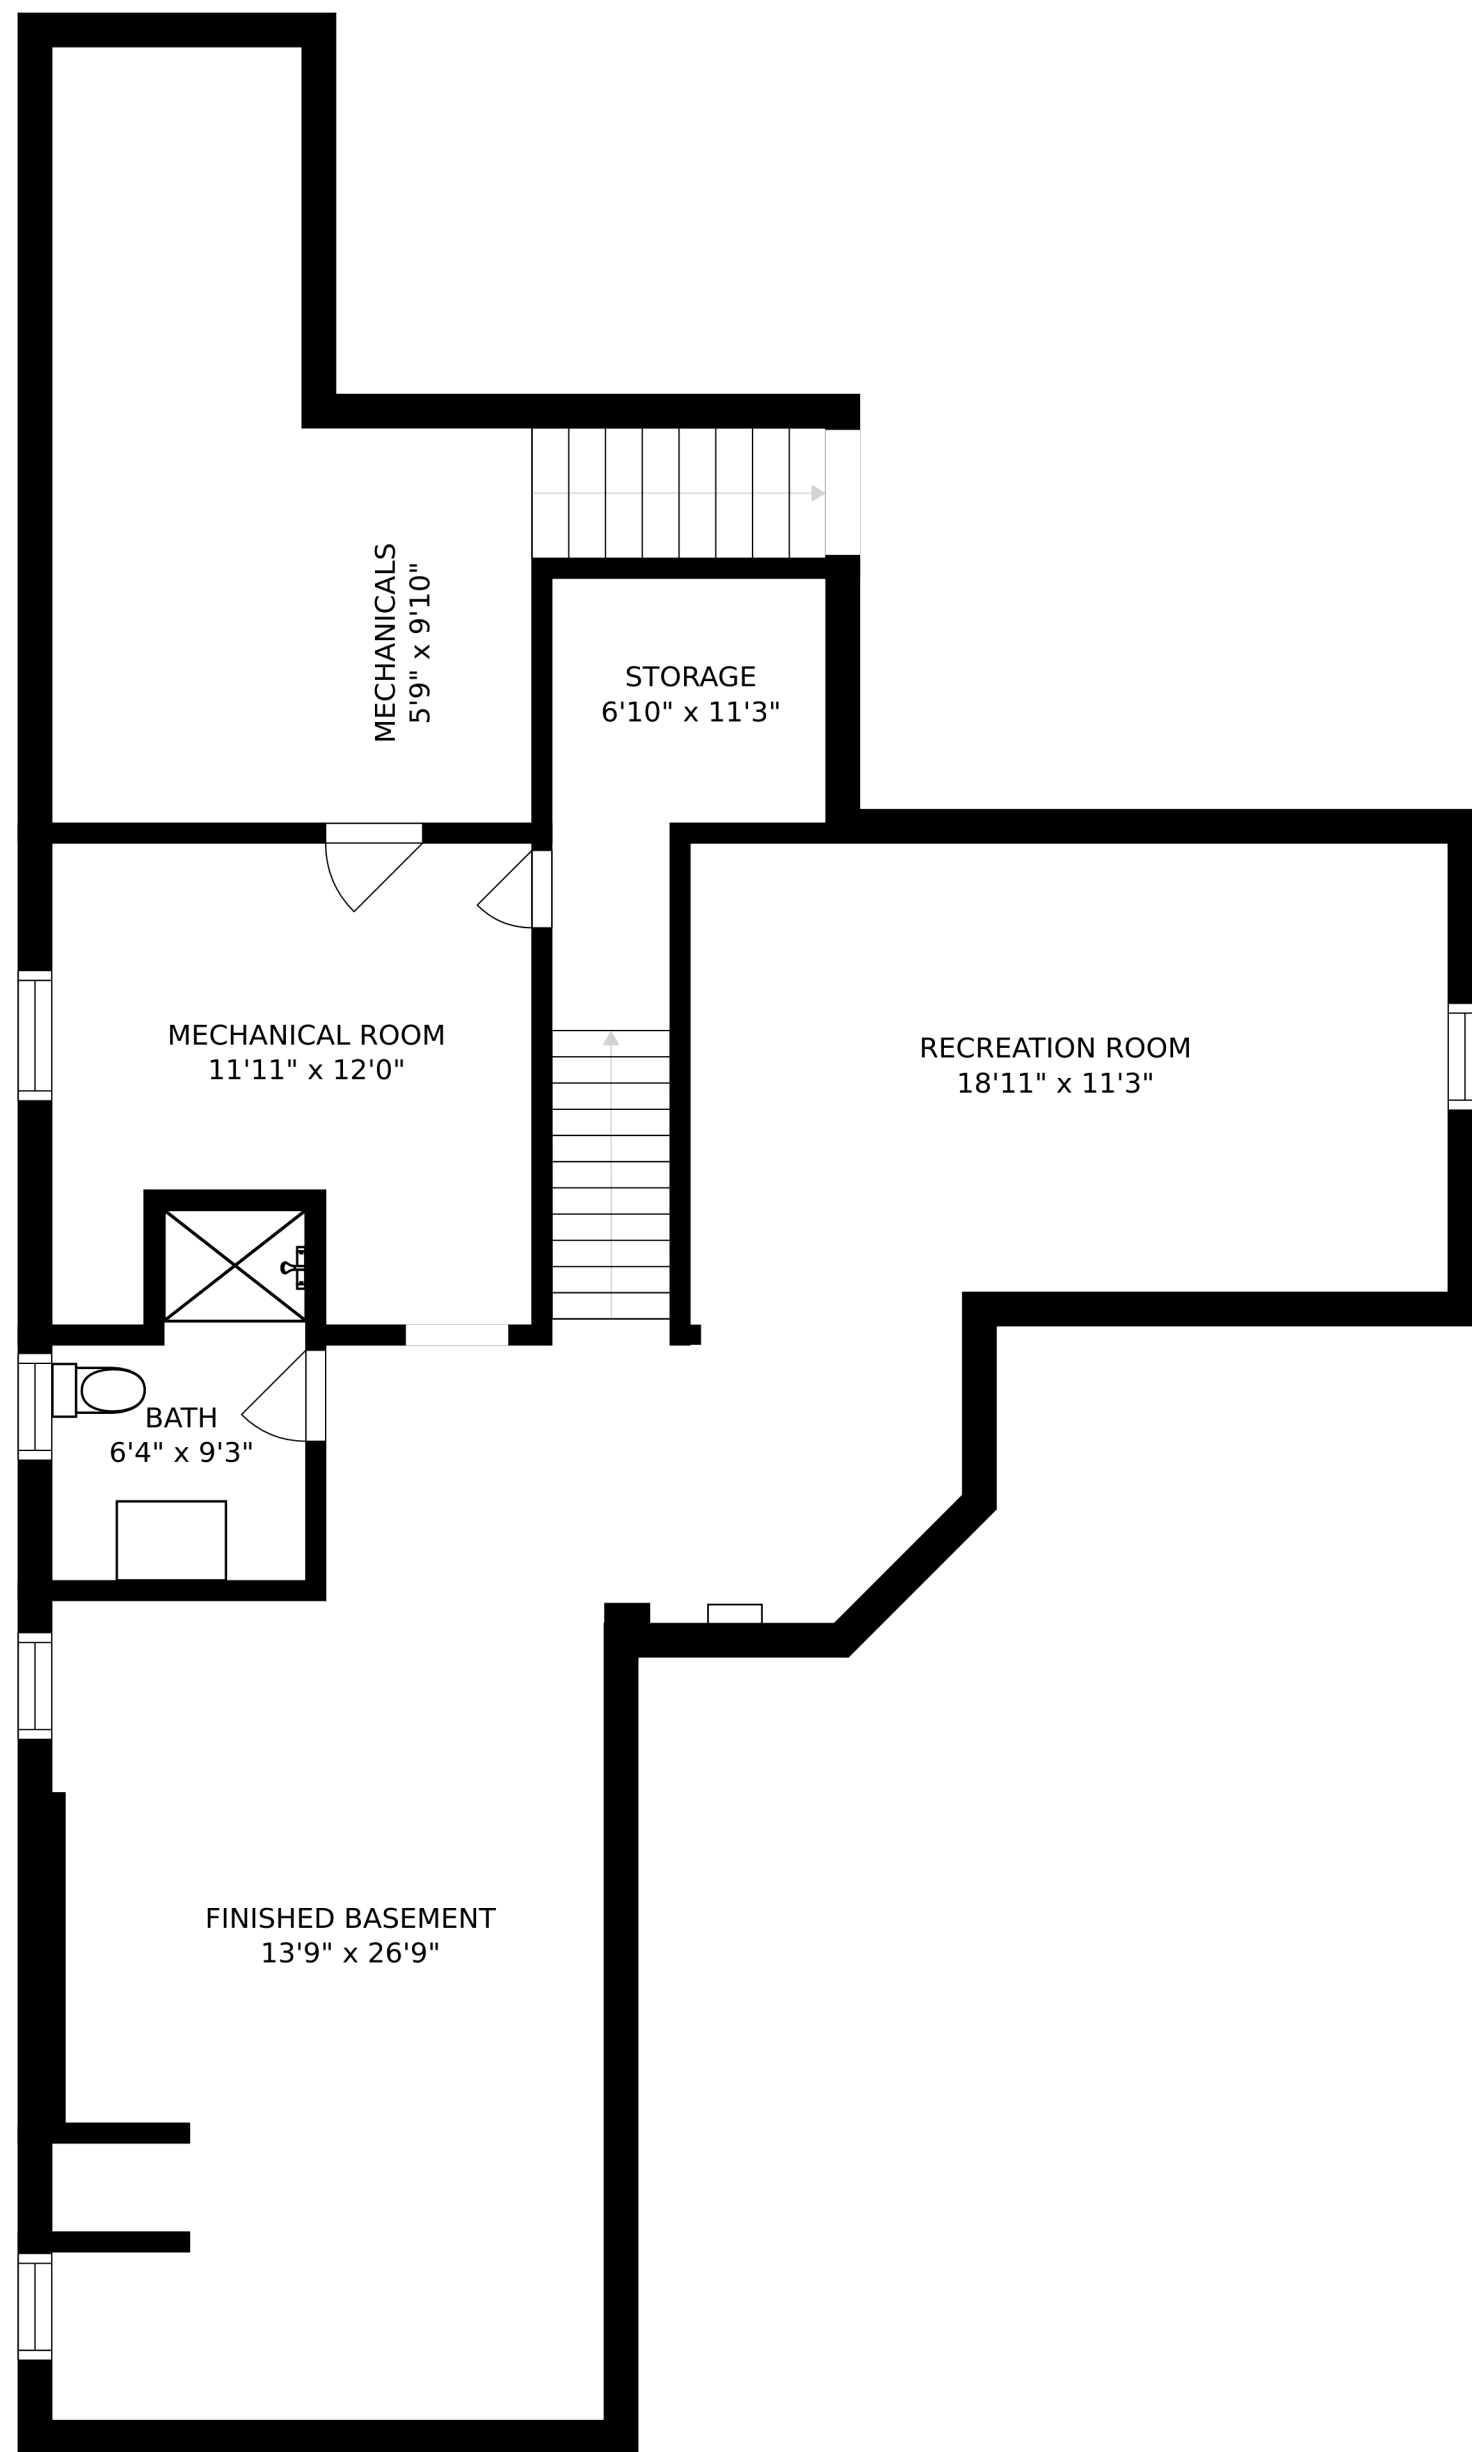 MECHANICALS
5'9" x 9'10"
STORAGE
6'10" x 11'3"
MECHANICAL ROOM
11'11" x 12'0"
RECREATION ROOM
18'11" x 11'3"
BATH
6'4" x 9'3"
FINISHED BASEMENT
13'9" x 26'9"